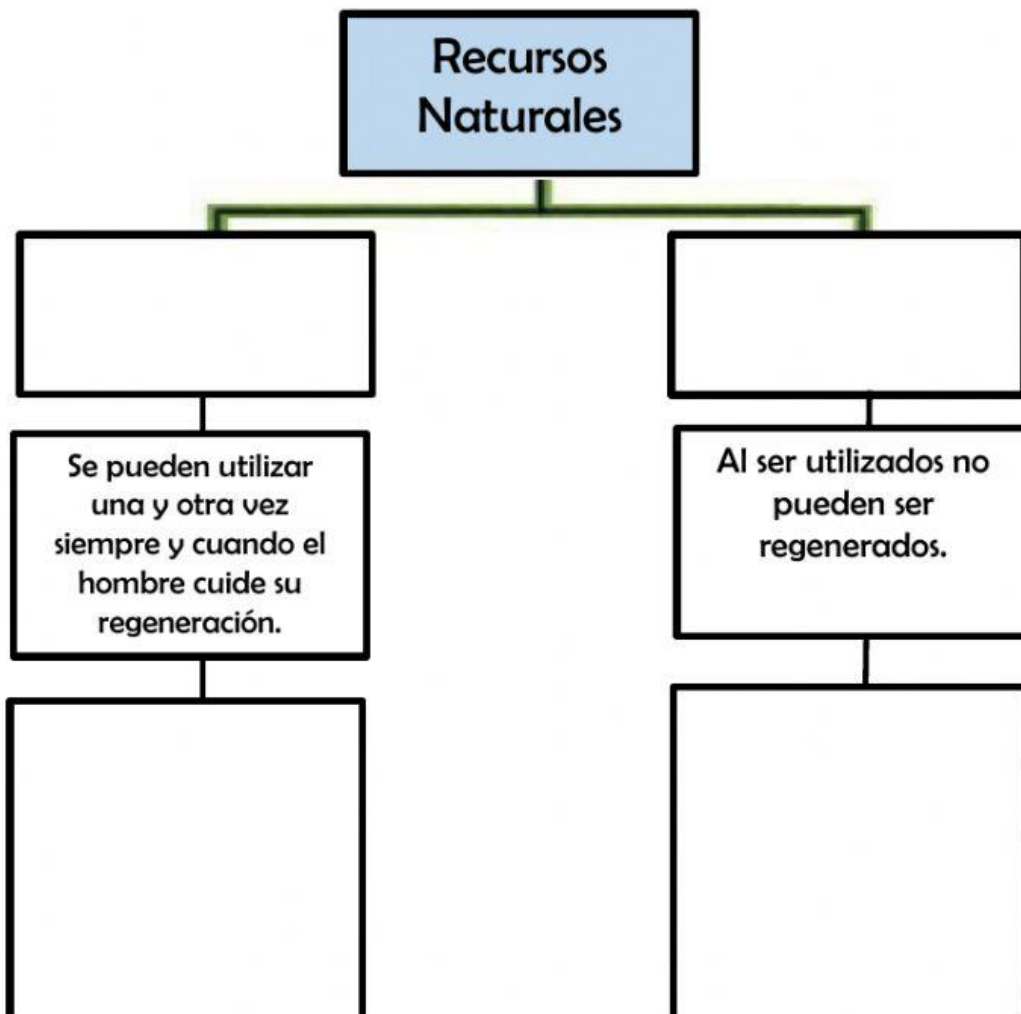 Recursos
Naturales
Se pueden utilizar
una y otra vez
siempre y cuando el
hombre cuide su
regeneración.
Al ser utilizados no
pueden ser
regenerados.